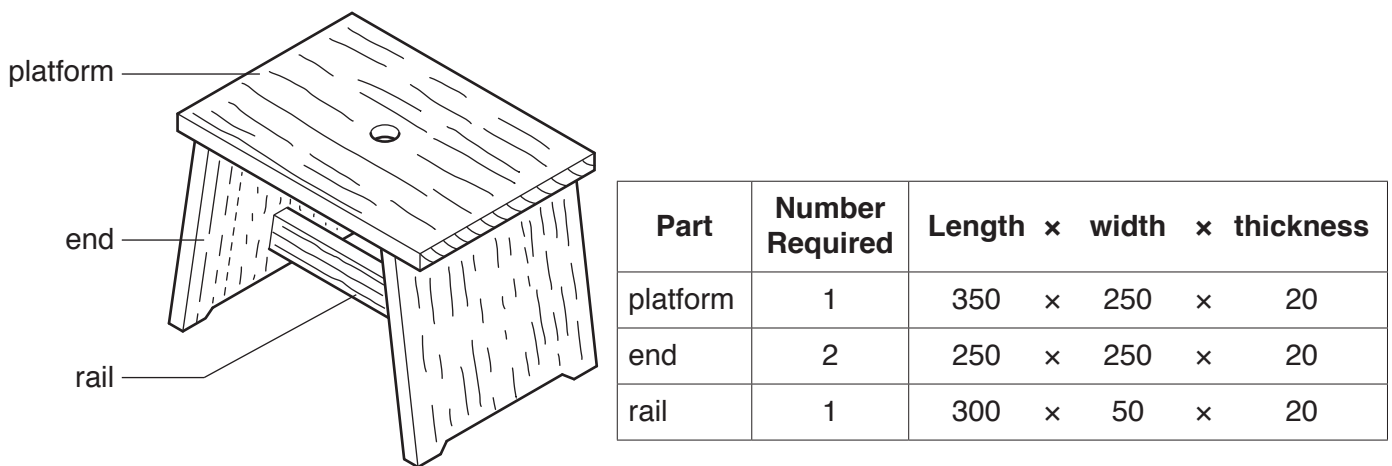 platform
end
rail
Part Number Required Length × width × thickness
platform 1 350 × 250 × 20
end 2 250 × 250 × 20
rail 1 300 × 50 × 20